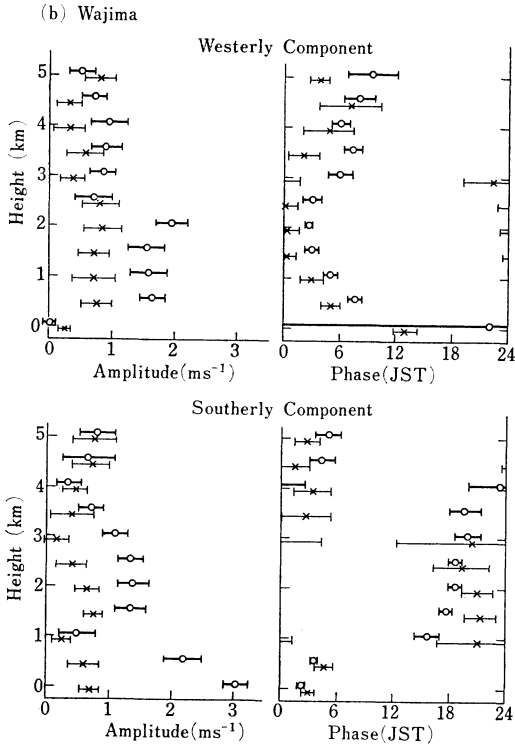 (b) Wajima
Westerly Component
Height (km)
5
4
3
2
1
0
0 1 2 3
Amplitude(ms⁻¹)
0 6 12 18 24
Phase(JST)
Southerly Component
Height (km)
5
4
3
2
1
0
0 1 2 3
Amplitude(ms⁻¹)
0 6 12 18 24
Phase(JST)